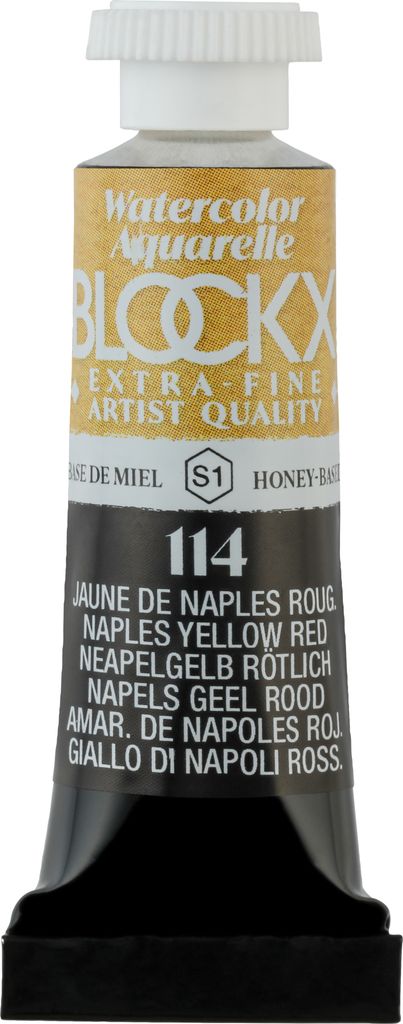 Watercolor
Aquarelle
BLOCKX
EXTRA-FINE
ARTIST QUALITY
BASE DE MIEL S1 HONEY-BASE
114
JAUNE DE NAPLES ROUG.
NAPLES YELLOW RED
NEAPELGELB RÖTLICH
NAPELS GEEL ROOD
AMAR. DE NAPOLES ROJ.
GIALLO DI NAPOLI ROSS.